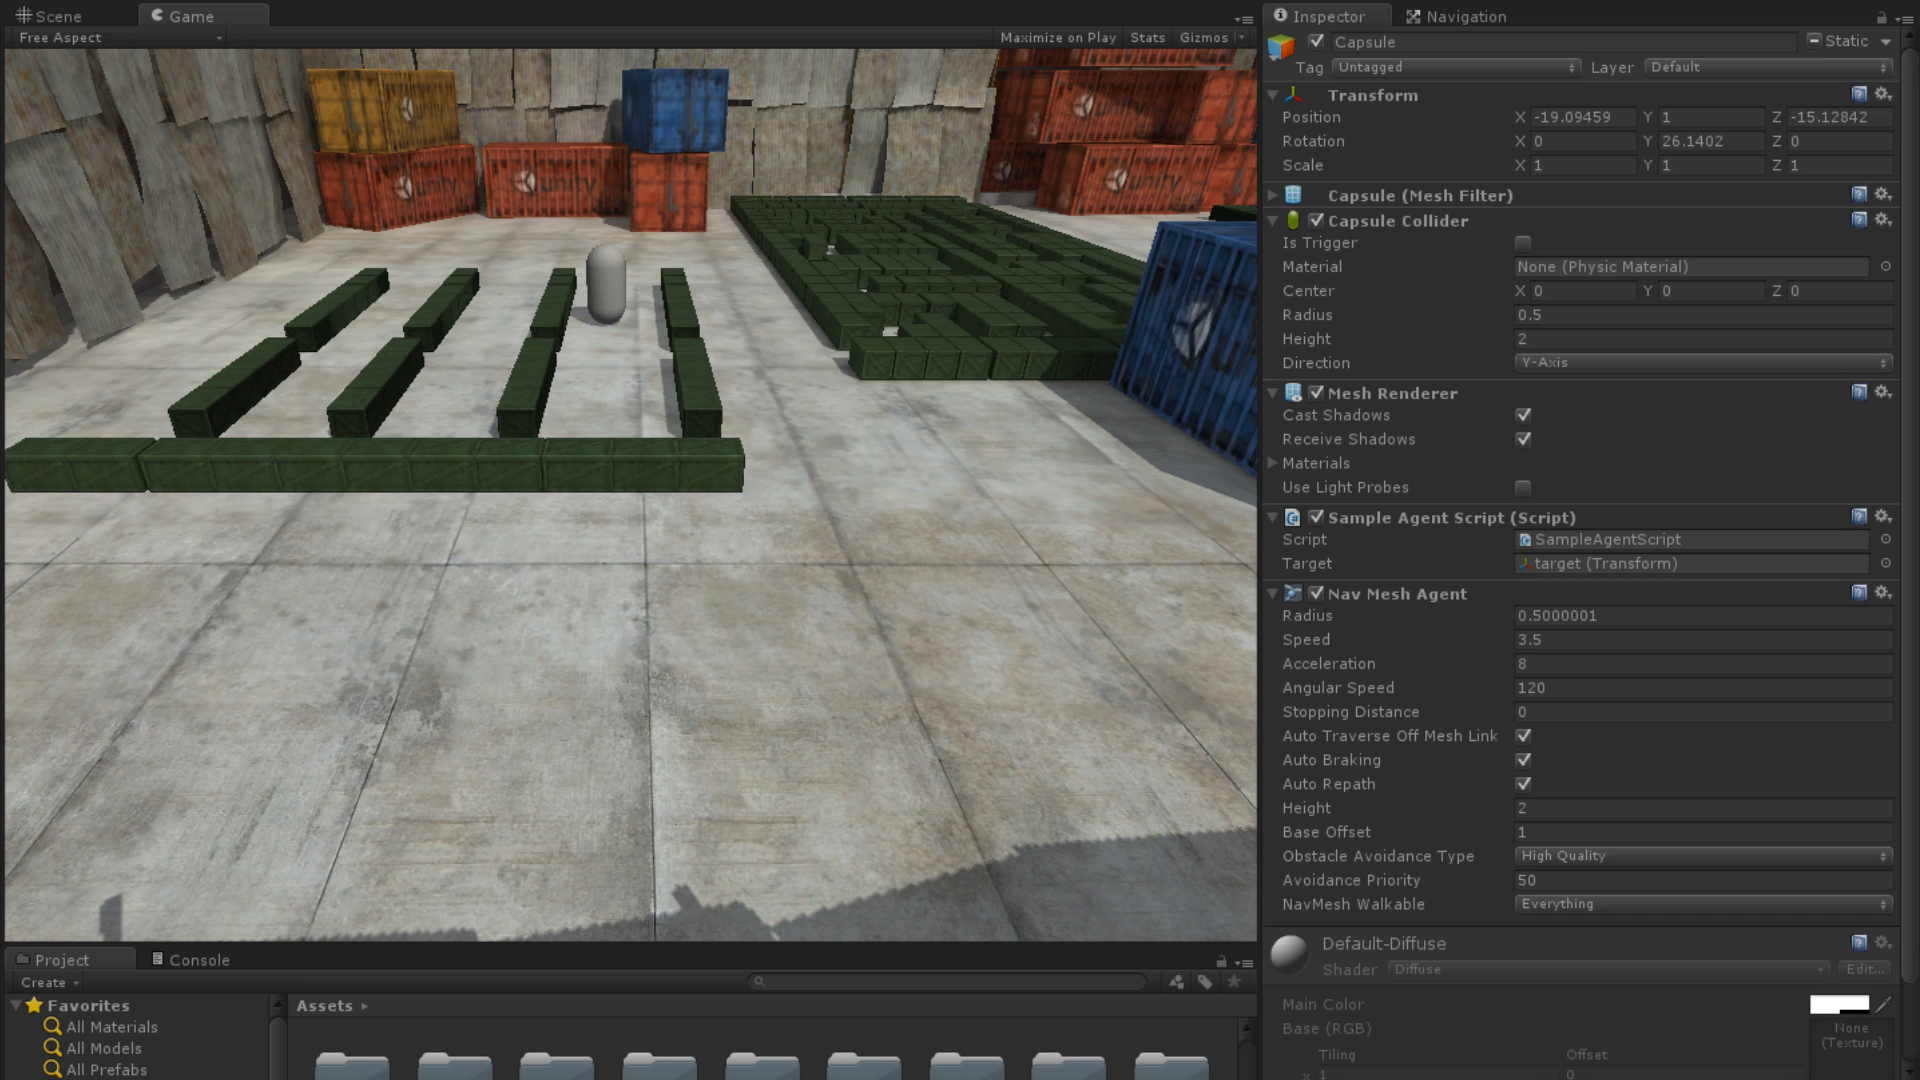 Scene
Game
Free Aspect
Maximize on Play Stats Gizmos
unity
unity
unity
unity
unity
Project
Console
Create
Favorites
All Materials
All Models
All Prefabs
Assets
Inspector
Navigation
Capsule
Static
Tag Untagged Layer Default
Transform
Position X -19.09459 Y 1 Z -15.12842
Rotation X 0 Y 26.1402 Z 0
Scale X 1 Y 1 Z 1
Capsule (Mesh Filter)
Capsule Collider
Is Trigger
Material None (Physic Material)
Center X 0 Y 0 Z 0
Radius 0.5
Height 2
Direction Y-Axis
Mesh Renderer
Cast Shadows
Receive Shadows
Materials
Use Light Probes
Sample Agent Script (Script)
Script SampleAgentScript
Target target (Transform)
Nav Mesh Agent
Radius 0.5000001
Speed 3.5
Acceleration 8
Angular Speed 120
Stopping Distance 0
Auto Traverse Off Mesh Link
Auto Braking
Auto Repath
Height 2
Base Offset 1
Obstacle Avoidance Type High Quality
Avoidance Priority 50
NavMesh Walkable Everything
Default-Diffuse
Shader Diffuse Edit...
Main Color
Base (RGB)
None
(Texture)
Tiling Offset
x 1 0